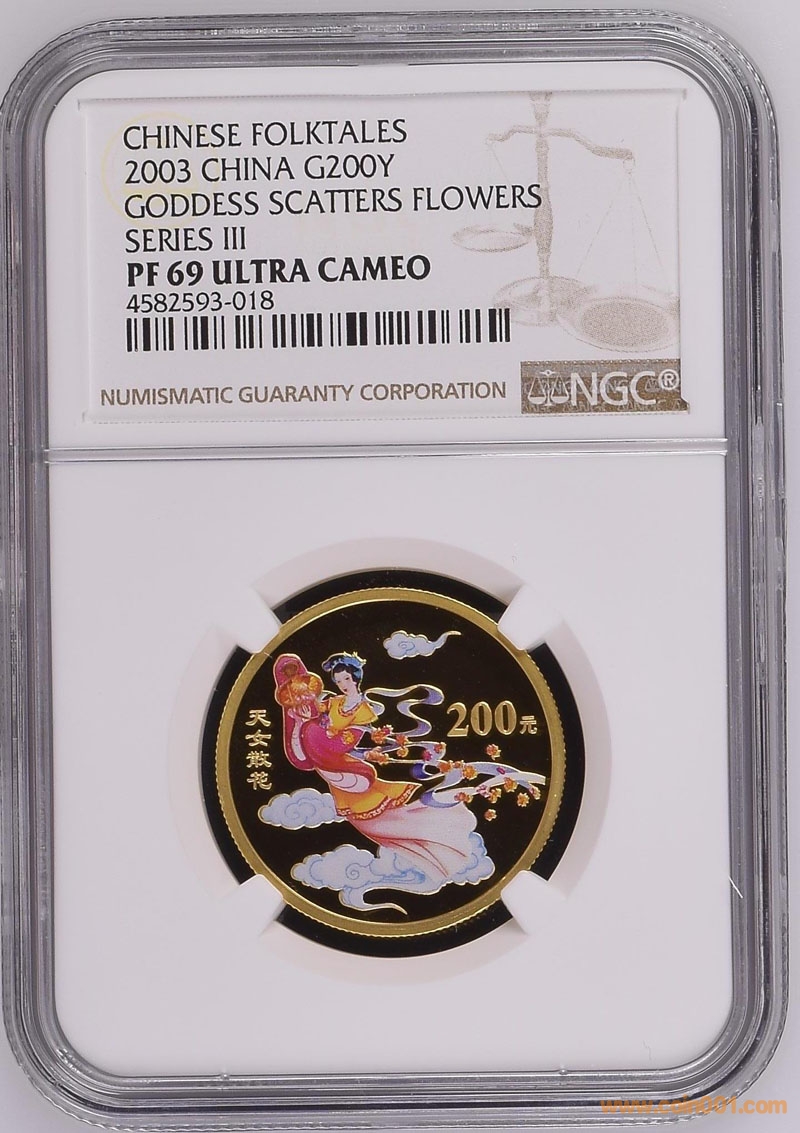 CHINESE FOLKTALES
2003 CHINA G200Y
GODDESS SCATTERS FLOWERS
SERIES III
PF 69 ULTRA CAMEO
4582593-018
NUMISMATIC GUARANTY CORPORATION
NGC®
200元
天女散花
www.coin001.com